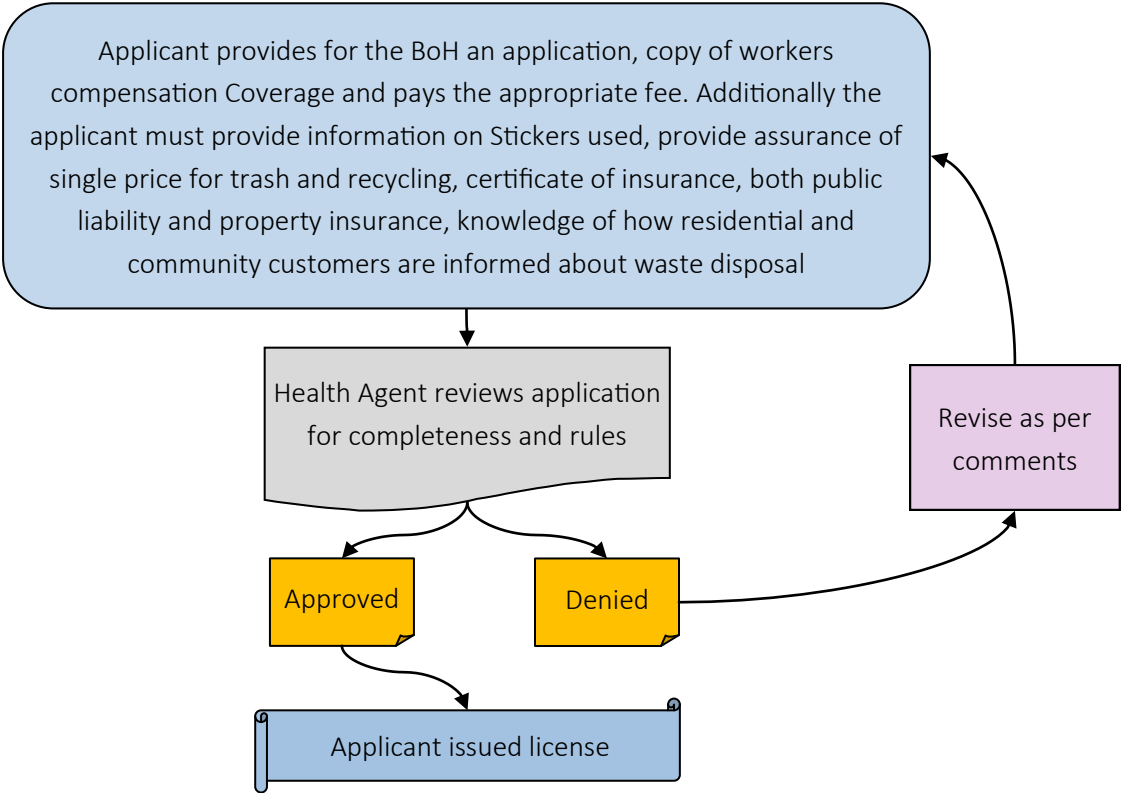 Applicant provides for the BoH an application, copy of workers
compensation Coverage and pays the appropriate fee. Additionally the
applicant must provide information on Stickers used, provide assurance of
single price for trash and recycling, certificate of insurance, both public
liability and property insurance, knowledge of how residential and
community customers are informed about waste disposal
Health Agent reviews application
for completeness and rules
Revise as per
comments
Approved
Denied
Applicant issued license